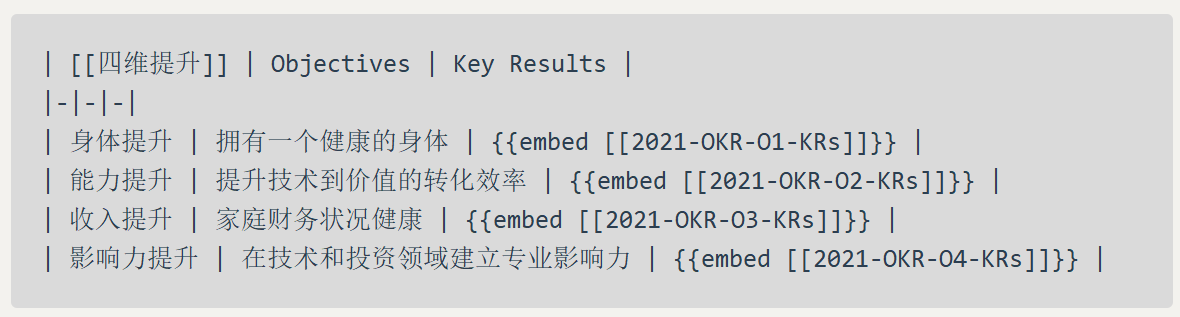 | [[四维提升]] | Objectives | Key Results |
|-|-|-|
| 身体提升 | 拥有一个健康的身体 | {{embed [[2021-OKR-O1-KRs]]}} |
| 能力提升 | 提升技术到价值的转化效率 | {{embed [[2021-OKR-O2-KRs]]}} |
| 收入提升 | 家庭财务状况健康 | {{embed [[2021-OKR-O3-KRs]]}} |
| 影响力提升 | 在技术和投资领域建立专业影响力 | {{embed [[2021-OKR-O4-KRs]]}} |